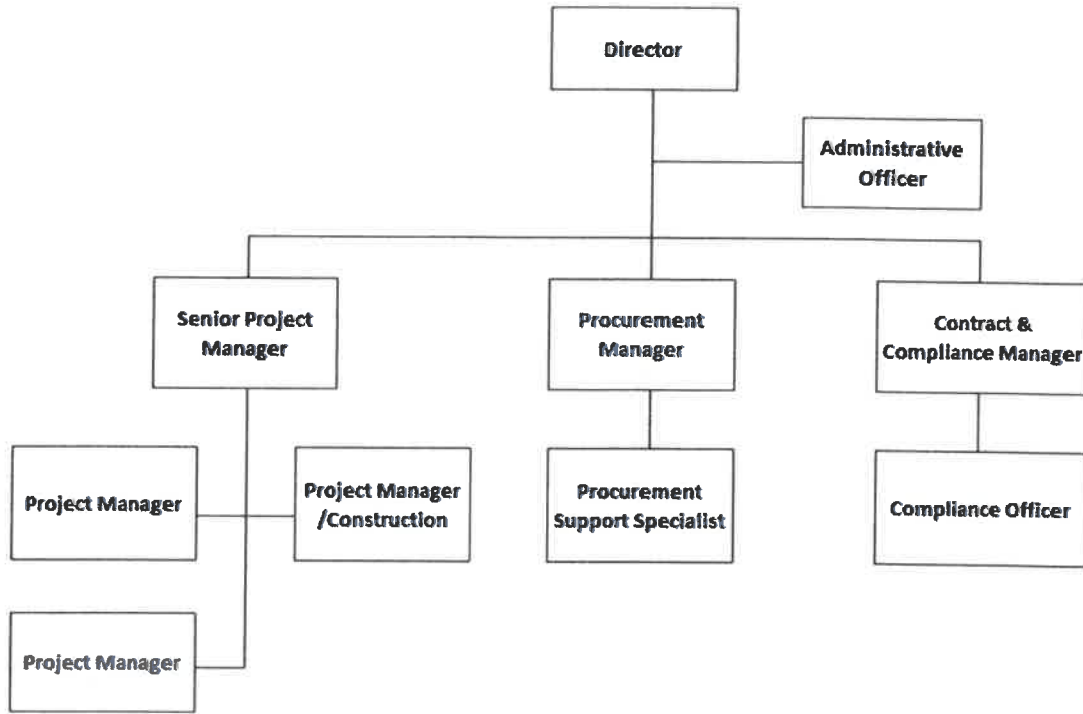 Director
Administrative
Officer
Senior Project
Manager
Procurement
Manager
Contract &
Compliance Manager
Project Manager
Project Manager
/Construction
Procurement
Support Specialist
Compliance Officer
Project Manager